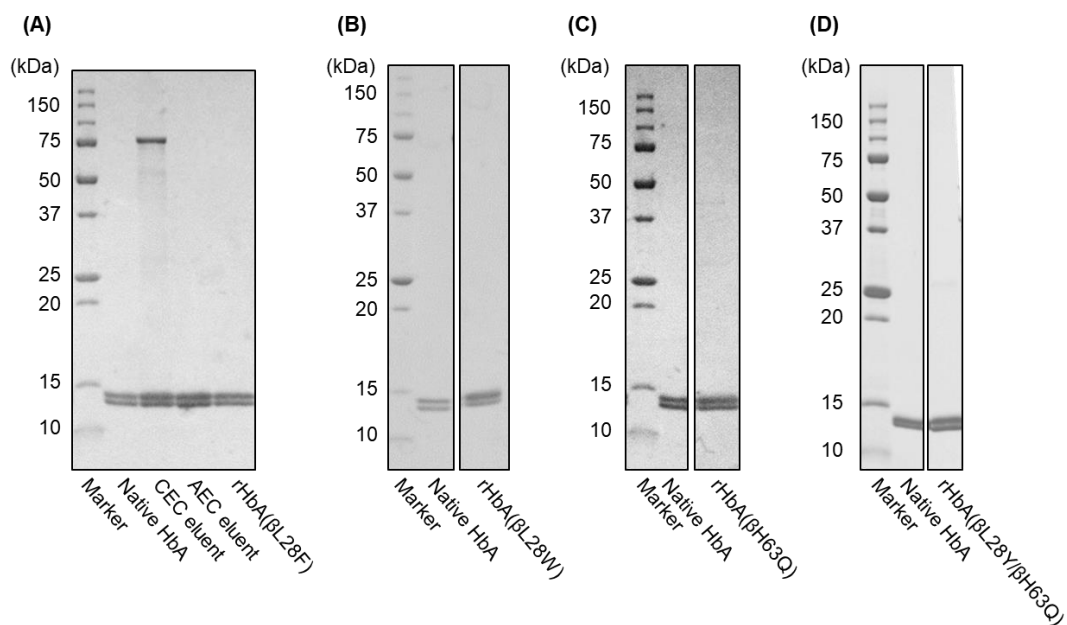 (A)
(kDa)
150
75
50
37
25
20
15
10
Marker
Native HbA
CEC eluent
AEC eluent
rHbA(βL28F)
(B)
(kDa)
150
75
50
37
25
20
15
10
Marker
Native HbA
rHbA(βL28W)
(C)
(kDa)
150
75
50
37
25
20
15
10
Marker
Native HbA
rHbA(βH63Q)
(D)
(kDa)
150
75
50
37
25
20
15
10
Marker
Native HbA
rHbA(βL28Y/βH63Q)